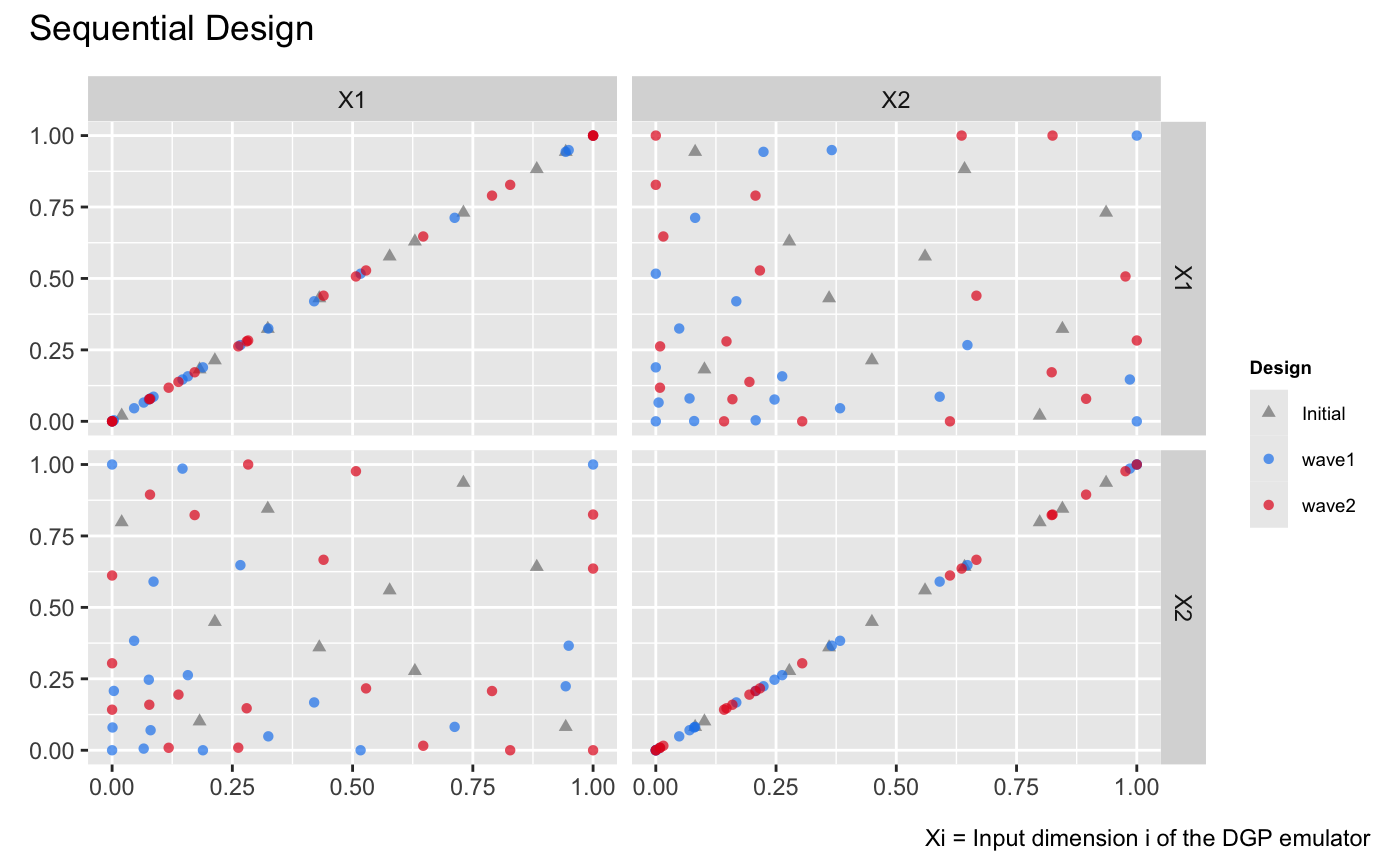 Sequential Design
X1 X2
1.00
0.75
0.50
0.25
0.00
X1
1.00
0.75
0.50
0.25
0.00
X2
0.00 0.25 0.50 0.75 1.00 0.00 0.25 0.50 0.75 1.00
Design
Initial
wave1
wave2
Xi = Input dimension i of the DGP emulator